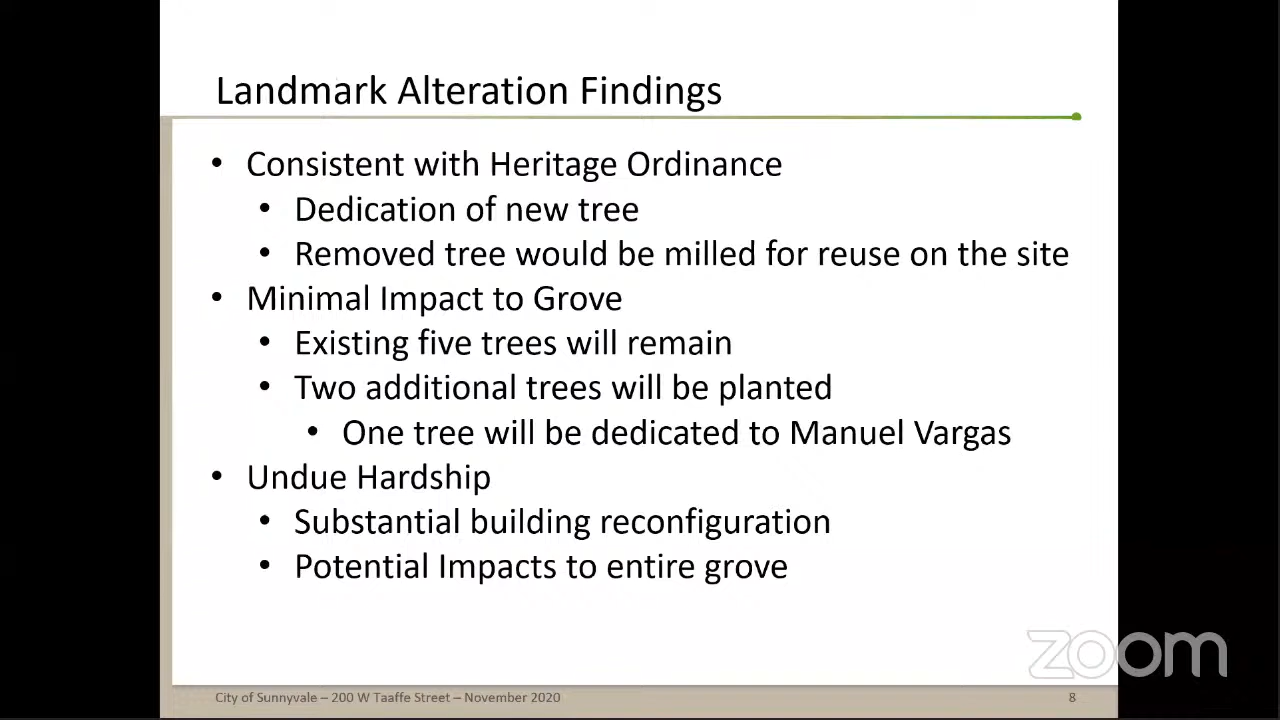 Landmark Alteration Findings
• Consistent with Heritage Ordinance
• Dedication of new tree
• Removed tree would be milled for reuse on the site
• Minimal Impact to Grove
• Existing five trees will remain
• Two additional trees will be planted
• One tree will be dedicated to Manuel Vargas
• Undue Hardship
• Substantial building reconfiguration
• Potential Impacts to entire grove
zoom
City of Sunnyvale – 200 W Taaffe Street – November 2020 8